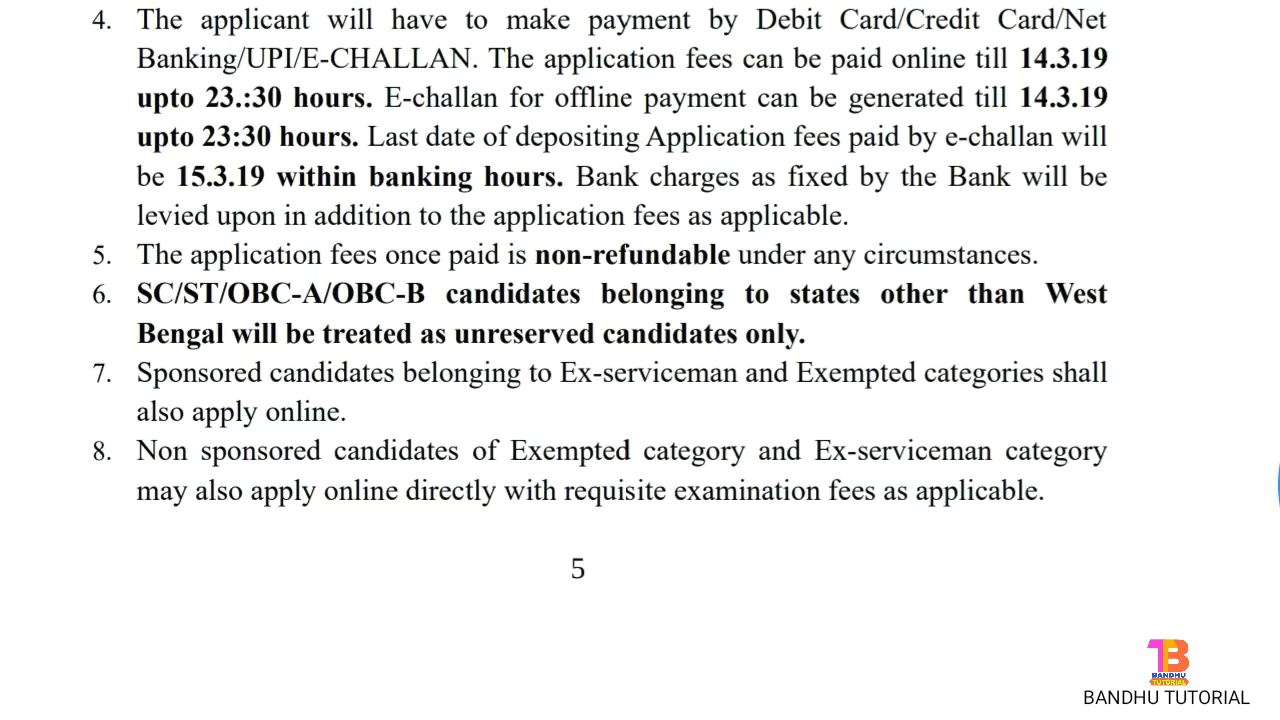 4. The applicant will have to make payment by Debit Card/Credit Card/Net
Banking/UPI/E-CHALLAN. The application fees can be paid online till 14.3.19
upto 23.:30 hours. E-challan for offline payment can be generated till 14.3.19
upto 23:30 hours. Last date of depositing Application fees paid by e-challan will
be 15.3.19 within banking hours. Bank charges as fixed by the Bank will be
levied upon in addition to the application fees as applicable.
5. The application fees once paid is non-refundable under any circumstances.
6. SC/ST/OBC-A/OBC-B candidates belonging to states other than West
Bengal will be treated as unreserved candidates only.
7. Sponsored candidates belonging to Ex-serviceman and Exempted categories shall
also apply online.
8. Non sponsored candidates of Exempted category and Ex-serviceman category
may also apply online directly with requisite examination fees as applicable.
5
TB
BANDHU
TUTORIAL
BANDHU TUTORIAL